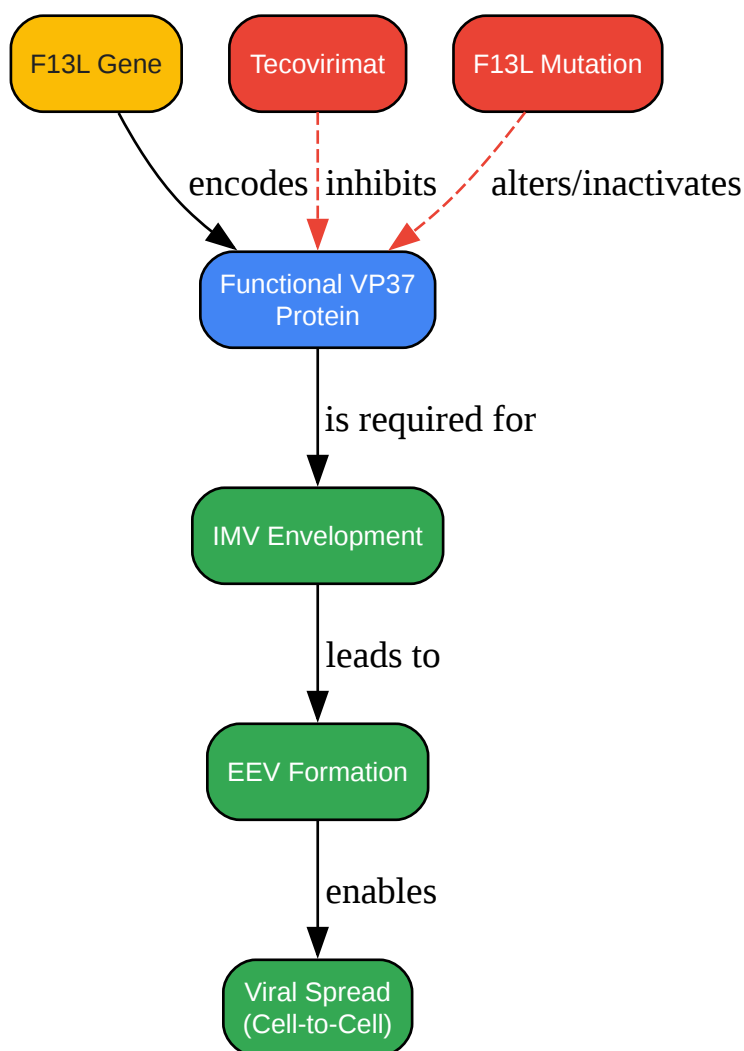 F13L Gene
Tecovirimat
F13L Mutation
encodes
inhibits
alters/inactivates
Functional VP37
Protein
is required for
IMV Envelopment
leads to
EEV Formation
enables
Viral Spread
(Cell-to-Cell)